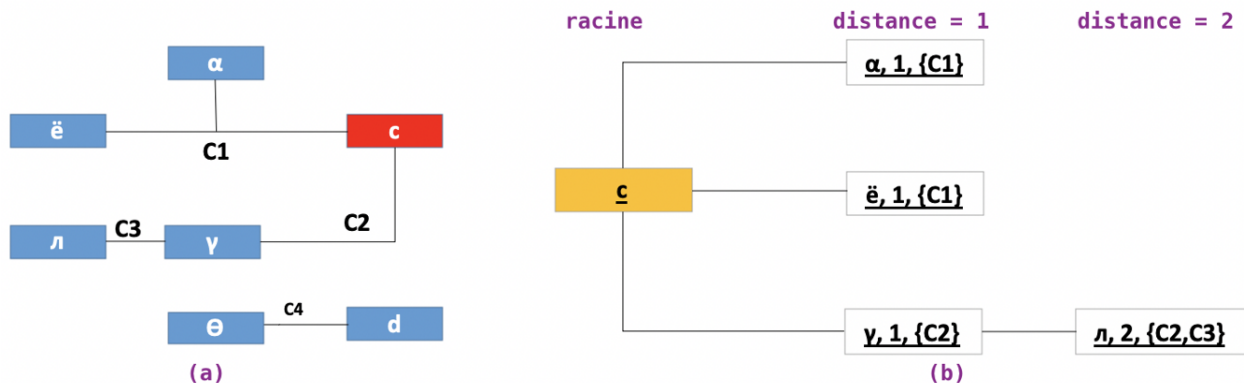 α
ë
c
C1
C2
л
C3
γ
C4
Ө
d
(a)
racine
distance = 1
distance = 2
α, 1, {C1}
c
ë, 1, {C1}
γ, 1, {C2}
л, 2, {C2,C3}
(b)